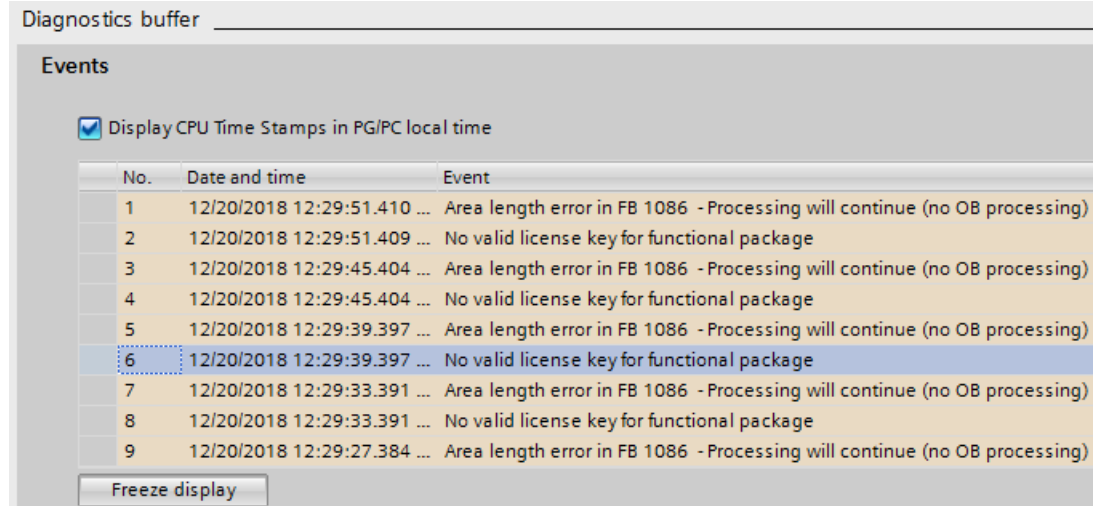 Diagnostics buffer
Events
Display CPU Time Stamps in PG/PC local time
No. Date and time Event
1 12/20/2018 12:29:51.410 ... Area length error in FB 1086 - Processing will continue (no OB processing)
2 12/20/2018 12:29:51.409 ... No valid license key for functional package
3 12/20/2018 12:29:45.404 ... Area length error in FB 1086 - Processing will continue (no OB processing)
4 12/20/2018 12:29:45.404 ... No valid license key for functional package
5 12/20/2018 12:29:39.397 ... Area length error in FB 1086 - Processing will continue (no OB processing)
6 12/20/2018 12:29:39.397 ... No valid license key for functional package
7 12/20/2018 12:29:33.391 ... Area length error in FB 1086 - Processing will continue (no OB processing)
8 12/20/2018 12:29:33.391 ... No valid license key for functional package
9 12/20/2018 12:29:27.384 ... Area length error in FB 1086 - Processing will continue (no OB processing)
Freeze display